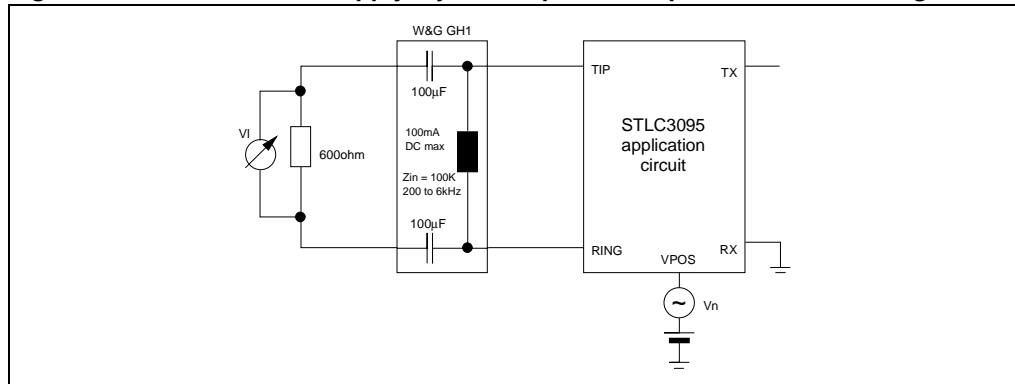 W&G GH1
TIP
TX
100μF
STLC3095
application
circuit
100mA
DC max
VI
600ohm
Zin = 100K
200 to 6kHz
100μF
RING
RX
VPOS
Vn
~